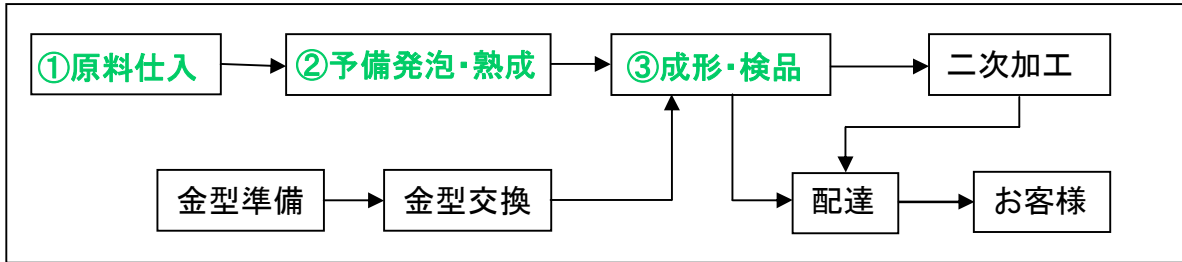 ①原料仕入
②予備発泡・熟成
③成形・検品
二次加工
金型準備
金型交換
配達
お客様